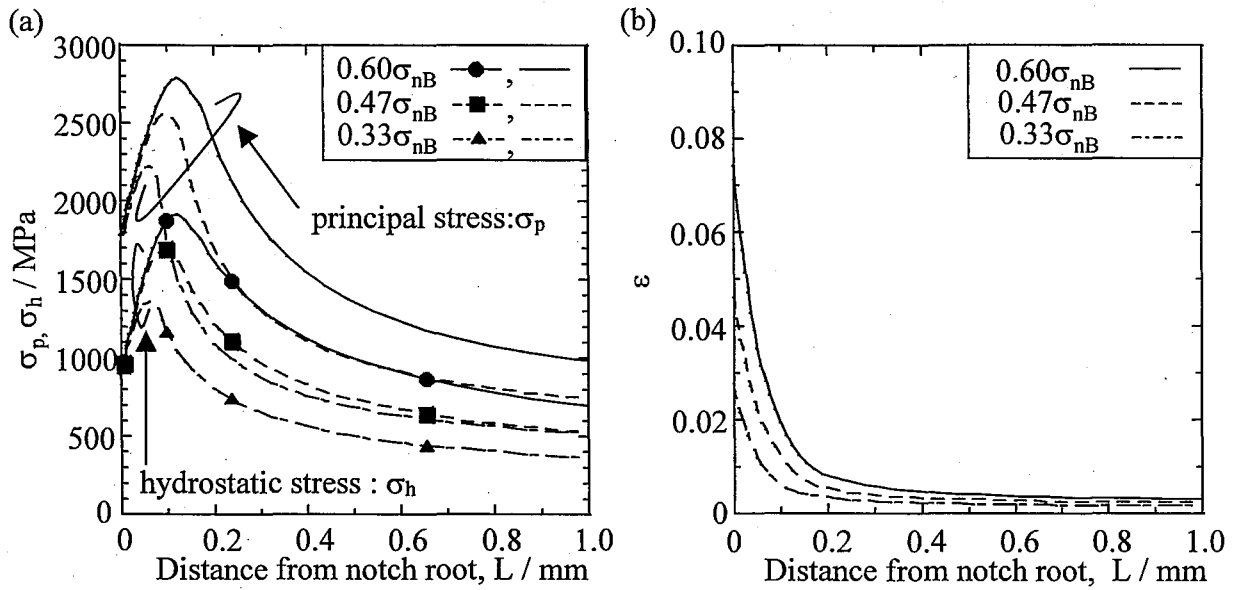 (a)
3000
2500
2000
1500
1000
500
0
σp, σh / MPa
0.60σnB
0.47σnB
0.33σnB
principal stress:σp
hydrostatic stress : σh
0 0.2 0.4 0.6 0.8 1.0
Distance from notch root, L / mm
(b)
0.10
0.08
0.06
0.04
0.02
0
ε
0.60σnB
0.47σnB
0.33σnB
0 0.2 0.4 0.6 0.8 1.0
Distance from notch root, L / mm